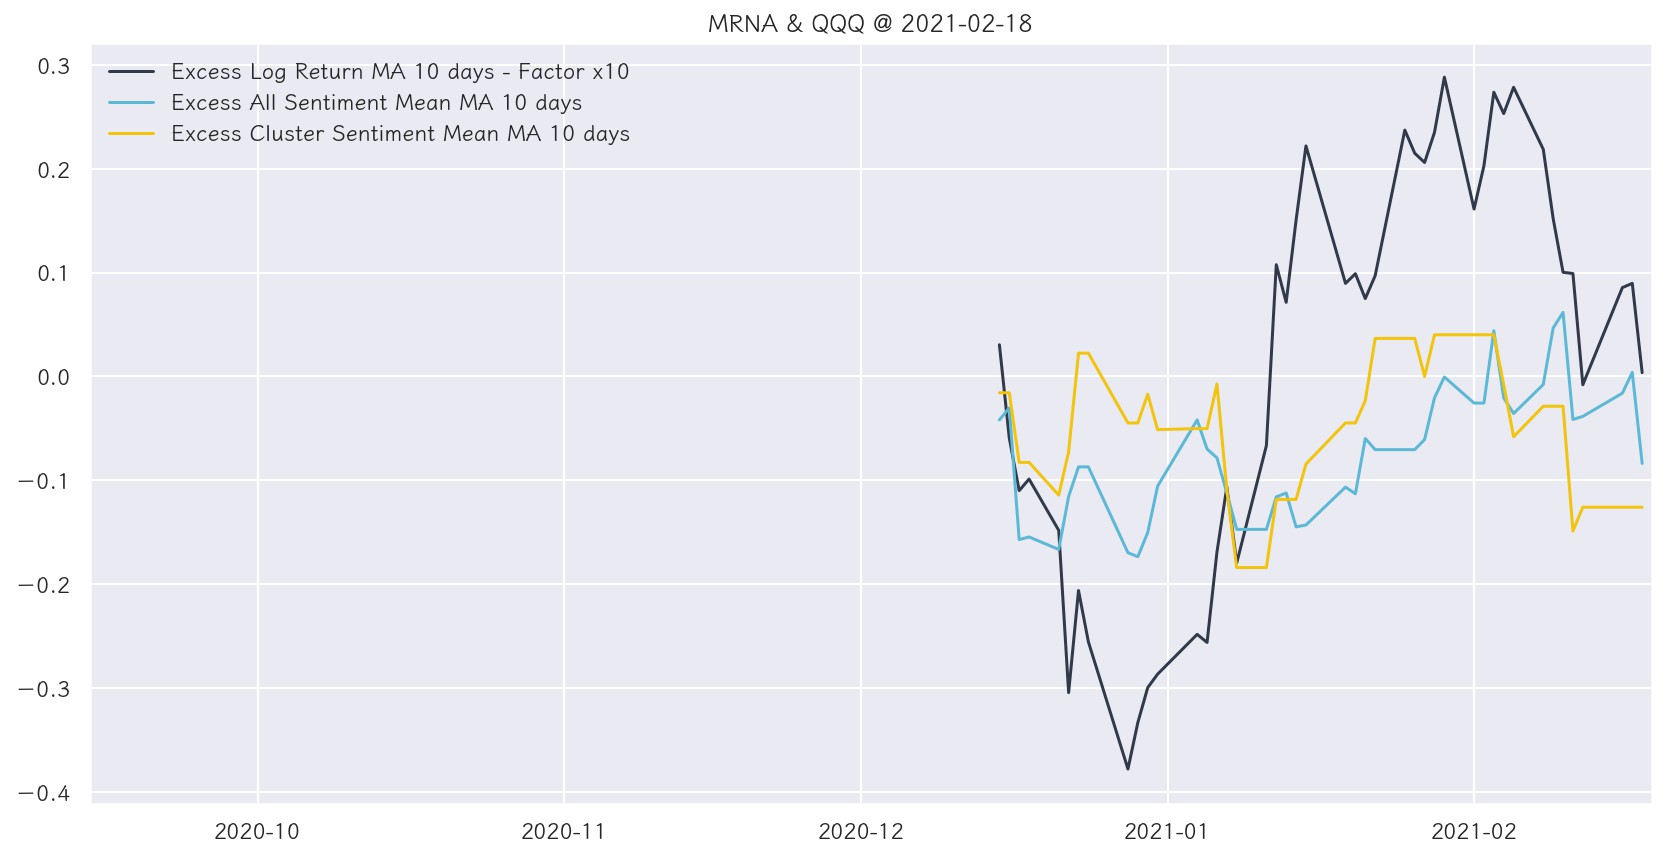 MRNA & QQQ @ 2021-02-18
Excess Log Return MA 10 days - Factor x10
Excess All Sentiment Mean MA 10 days
Excess Cluster Sentiment Mean MA 10 days
0.3
0.2
0.1
0.0
−0.1
−0.2
−0.3
−0.4
2020-10 2020-11 2020-12 2021-01 2021-02